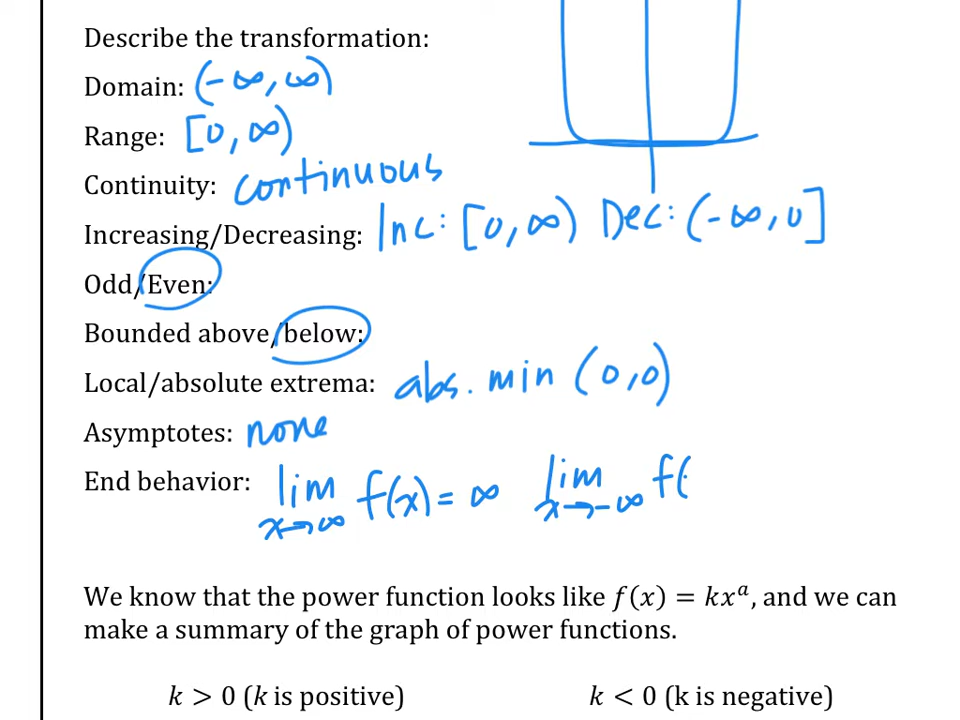 Describe the transformation:
Domain: (-∞, ∞)
Range: [0, ∞)
Continuity: continuous
Increasing/Decreasing: Inc: [0, ∞) Dec: (-∞, 0]
Odd/Even:
Bounded above/below:
Local/absolute extrema: abs. min (0,0)
Asymptotes: none
End behavior: lim x→∞ f(x) = ∞ lim x→-∞ f(
We know that the power function looks like f(x) = kxᵃ, and we can
make a summary of the graph of power functions.
k > 0 (k is positive) k < 0 (k is negative)